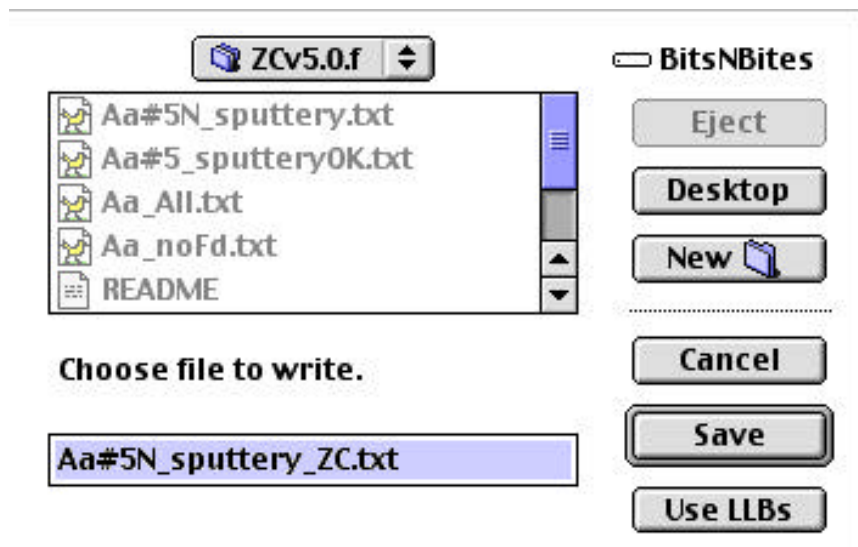 ZCv5.0.f
BitsNBites
Aa#5N_sputtery.txt
Aa#5_sputteryOK.txt
Aa_All.txt
Aa_noFd.txt
README
Eject
Desktop
New
Choose file to write.
Aa#5N_sputtery_ZC.txt
Cancel
Save
Use LLBs